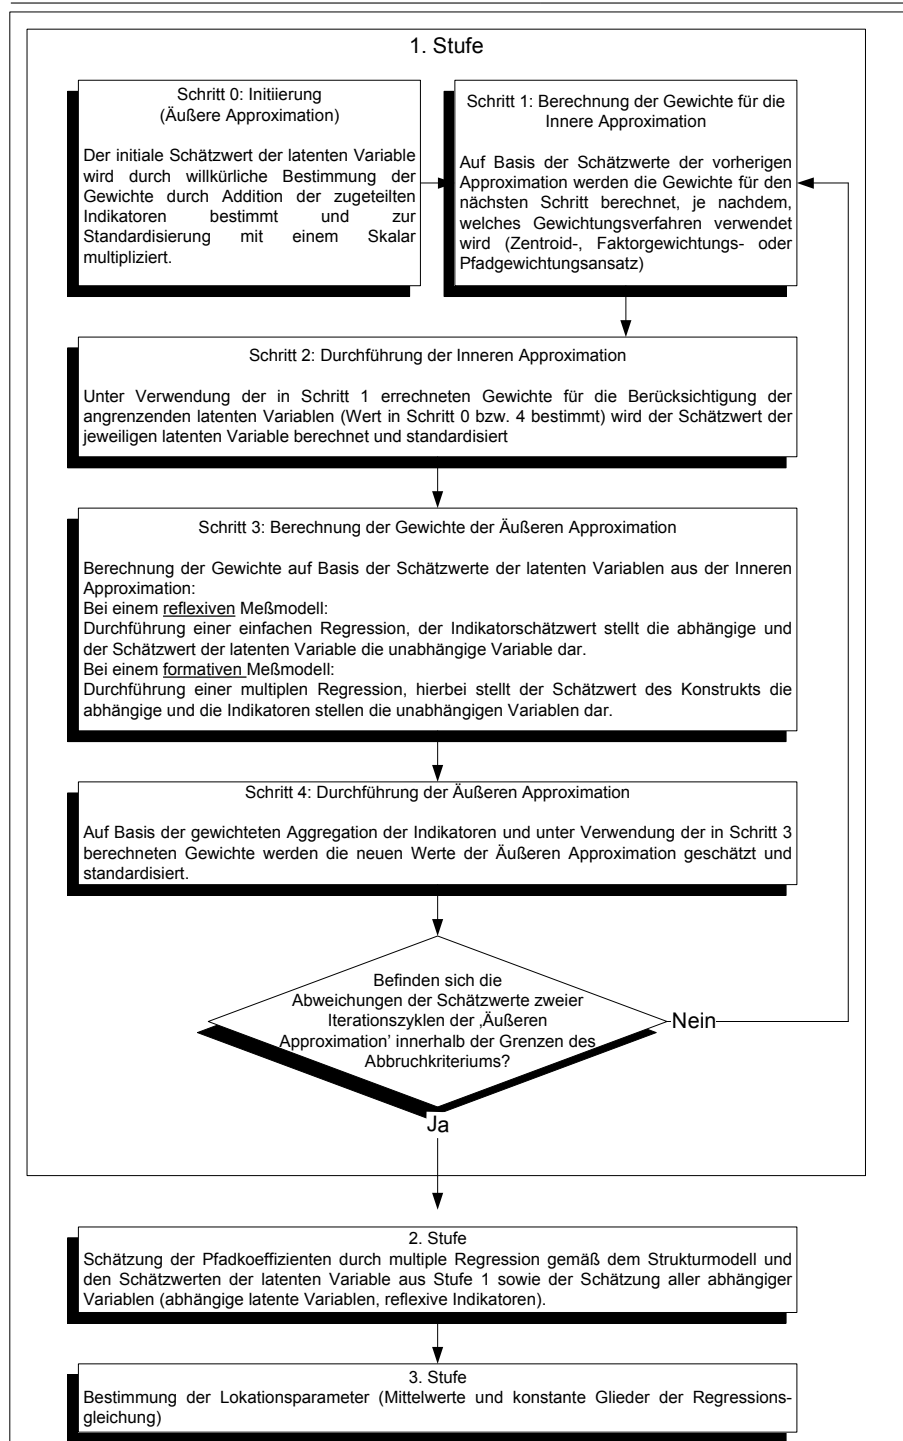 1. Stufe
Schritt 0: Initiierung
(Äußere Approximation)
Der initiale Schätzwert der latenten Variable
wird durch willkürliche Bestimmung der
Gewichte durch Addition der zugeteilten
Indikatoren bestimmt und zur
Standardisierung mit einem Skalar
multipliziert.
Schritt 1: Berechnung der Gewichte für die
Innere Approximation
Auf Basis der Schätzwerte der vorherigen
Approximation werden die Gewichte für den
nächsten Schritt berechnet, je nachdem,
welches Gewichtungsverfahren verwendet
wird (Zentroid-, Faktorgewichtungs- oder
Pfadgewichtungsansatz)
Schritt 2: Durchführung der Inneren Approximation
Unter Verwendung der in Schritt 1 errechneten Gewichte für die Berücksichtigung der
angrenzenden latenten Variablen (Wert in Schritt 0 bzw. 4 bestimmt) wird der Schätzwert der
jeweiligen latenten Variable berechnet und standardisiert
Schritt 3: Berechnung der Gewichte der Äußeren Approximation
Berechnung der Gewichte auf Basis der Schätzwerte der latenten Variablen aus der Inneren
Approximation:
Bei einem reflexiven Meßmodell:
Durchführung einer einfachen Regression, der Indikatorschätzwert stellt die abhängige und
der Schätzwert der latenten Variable die unabhängige Variable dar.
Bei einem formativen Meßmodell:
Durchführung einer multiplen Regression, hierbei stellt der Schätzwert des Konstrukts die
abhängige und die Indikatoren stellen die unabhängigen Variablen dar.
Schritt 4: Durchführung der Äußeren Approximation
Auf Basis der gewichteten Aggregation der Indikatoren und unter Verwendung der in Schritt 3
berechneten Gewichte werden die neuen Werte der Äußeren Approximation geschätzt und
standardisiert.
Befinden sich die
Abweichungen der Schätzwerte zweier
Iterationszyklen der ‚Äußeren
Approximation’ innerhalb der Grenzen des
Abbruchkriteriums?
Nein
Ja
2. Stufe
Schätzung der Pfadkoeffizienten durch multiple Regression gemäß dem Strukturmodell und
den Schätzwerten der latenten Variable aus Stufe 1 sowie der Schätzung aller abhängiger
Variablen (abhängige latente Variablen, reflexive Indikatoren).
3. Stufe
Bestimmung der Lokationsparameter (Mittelwerte und konstante Glieder der Regressions-
gleichung)